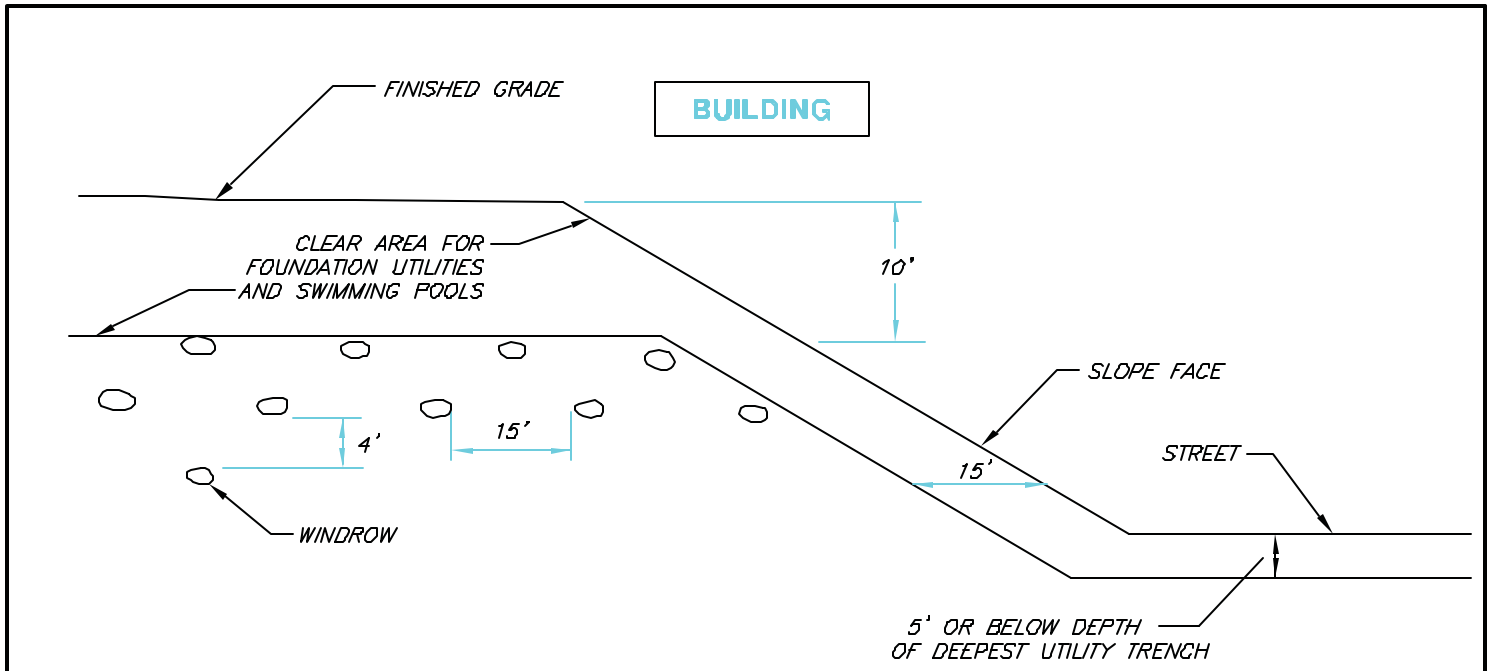 FINISHED GRADE
BUILDING
CLEAR AREA FOR
FOUNDATION UTILITIES
AND SWIMMING POOLS
10'
SLOPE FACE
4'
15'
15'
STREET
WINDROW
5' OR BELOW DEPTH
OF DEEPEST UTILITY TRENCH